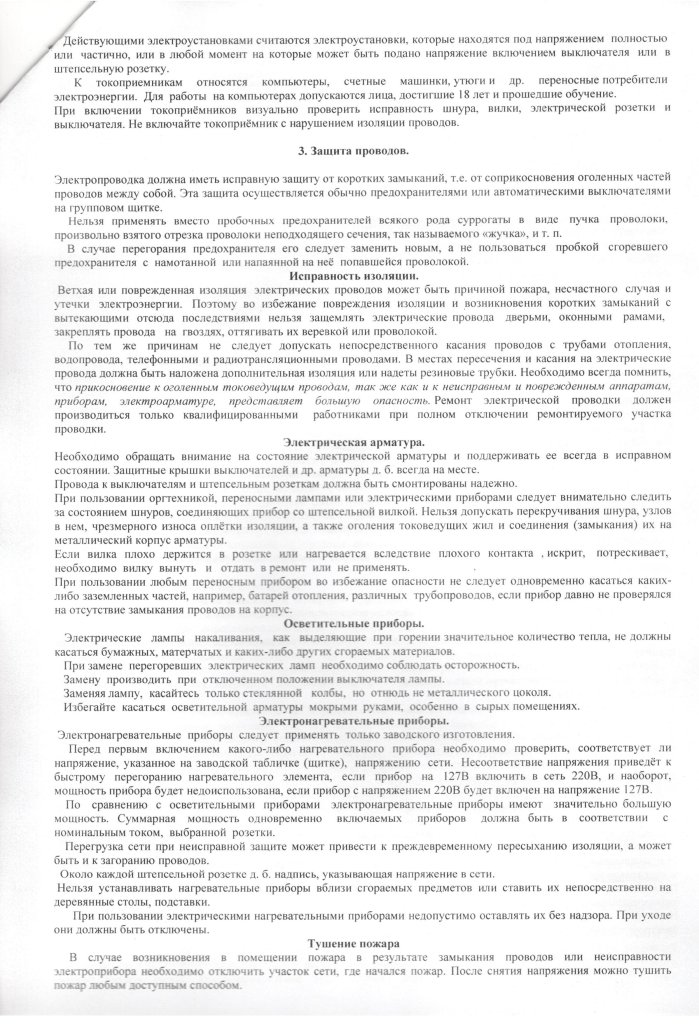 Действующими электроустановками считаются электроустановки, которые находятся под напряжением полностью
или частично, или в любой момент на которые может быть подано напряжение включением выключателя или в
штепсельную розетку.
К токоприемникам относятся компьютеры, счетные машинки, утюги и др. переносные потребители
электроэнергии. Для работы на компьютерах допускаются лица, достигшие 18 лет и прошедшие обучение.
При включении токоприёмников визуально проверить исправность шнура, вилки, электрической розетки и
выключателя. Не включайте токоприёмник с нарушением изоляции проводов.
3. Защита проводов.
Электропроводка должна иметь исправную защиту от коротких замыканий, т.е. от соприкосновения оголенных частей
проводов между собой. Эта защита осуществляется обычно предохранителями или автоматическими выключателями
на групповом щитке.
Нельзя применять вместо пробочных предохранителей всякого рода суррогаты в виде пучка проволоки,
произвольно взятого отрезка проволоки неподходящего сечения, так называемого «жучка», и т. п.
В случае перегорания предохранителя его следует заменить новым, а не пользоваться пробкой сгоревшего
предохранителя с намотанной или напаянной на неё попавшейся проволокой.
Исправность изоляции.
Ветхая или поврежденная изоляция электрических проводов может быть причиной пожара, несчастного случая и
утечки электроэнергии. Поэтому во избежание повреждения изоляции и возникновения коротких замыканий с
вытекающими отсюда последствиями нельзя защемлять электрические провода дверьми, оконными рамами,
закреплять провода на гвоздях, оттягивать их веревкой или проволокой.
По тем же причинам не следует допускать непосредственного касания проводов с трубами отопления,
водопровода, телефонными и радиотрансляционными проводами. В местах пересечения и касания на электрические
провода должна быть наложена дополнительная изоляция или надеты резиновые трубки. Необходимо всегда помнить,
что прикосновение к оголенным токоведущим проводам, так же как и к неисправным и поврежденным аппаратам,
приборам, электроарматуре, представляет большую опасность. Ремонт электрической проводки должен
производиться только квалифицированными работниками при полном отключении ремонтируемого участка
проводки.
Электрическая арматура.
Необходимо обращать внимание на состояние электрической арматуры и поддерживать ее всегда в исправном
состоянии. Защитные крышки выключателей и др. арматуры д. б. всегда на месте.
Провода к выключателям и штепсельным розеткам должна быть смонтированы надежно.
При пользовании оргтехникой, переносными лампами или электрическими приборами следует внимательно следить
за состоянием шнуров, соединяющих прибор со штепсельной вилкой. Нельзя допускать перекручивания шнура, узлов
в нем, чрезмерного износа оплётки изоляции, а также оголения токоведущих жил и соединения (замыкания) их на
металлический корпус арматуры.
Если вилка плохо держится в розетке или нагревается вследствие плохого контакта , искрит, потрескивает,
необходимо вилку вынуть и отдать в ремонт или не применять.
При пользовании любым переносным прибором во избежание опасности не следует одновременно касаться каких-
либо заземленных частей, например, батарей отопления, различных трубопроводов, если прибор давно не проверялся
на отсутствие замыкания проводов на корпус.
Осветительные приборы.
Электрические лампы накаливания, как выделяющие при горении значительное количество тепла, не должны
касаться бумажных, матерчатых и каких-либо других сгораемых материалов.
При замене перегоревших электрических ламп необходимо соблюдать осторожность.
Замену производить при отключенном положении выключателя лампы.
Заменяя лампу, касайтесь только стеклянной колбы, но отнюдь не металлического цоколя.
Избегайте касаться осветительной арматуры мокрыми руками, особенно в сырых помещениях.
Электронагревательные приборы.
Электронагревательные приборы следует применять только заводского изготовления.
Перед первым включением какого-либо нагревательного прибора необходимо проверить, соответствует ли
напряжение, указанное на заводской табличке (щитке), напряжению сети. Несоответствие напряжения приведёт к
быстрому перегоранию нагревательного элемента, если прибор на 127В включить в сеть 220В, и наоборот,
мощность прибора будет недоиспользована, если прибор с напряжением 220В будет включен на напряжение 127В.
По сравнению с осветительными приборами электронагревательные приборы имеют значительно большую
мощность. Суммарная мощность одновременно включаемых приборов должна быть в соответствии с
номинальным током, выбранной розетки.
Перегрузка сети при неисправной защите может привести к преждевременному пересыханию изоляции, а может
быть и к загоранию проводов.
Около каждой штепсельной розетке д. б. надпись, указывающая напряжение в сети.
Нельзя устанавливать нагревательные приборы вблизи сгораемых предметов или ставить их непосредственно на
деревянные столы, подставки.
При пользовании электрическими нагревательными приборами недопустимо оставлять их без надзора. При уходе
они должны быть отключены.
Тушение пожара
В случае возникновения в помещении пожара в результате замыкания проводов или неисправности
электроприбора необходимо отключить участок сети, где начался пожар. После снятия напряжения можно тушить
пожар любым доступным способом.